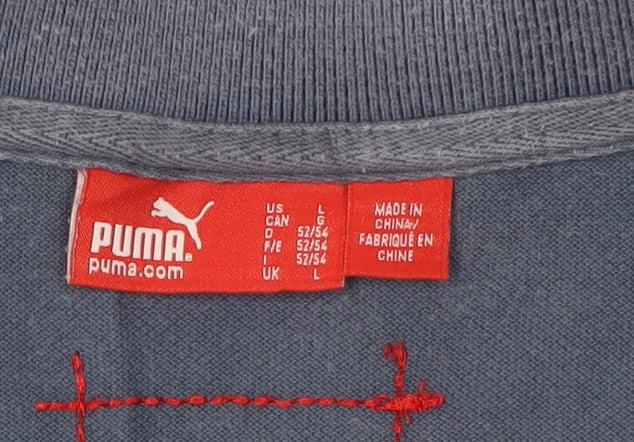 PUMA
puma.com
US L
CAN G
D 52/54
F/E 52/54
I 52/54
UK L
MADE IN
CHINA/
FABRIQUÉ EN
CHINE